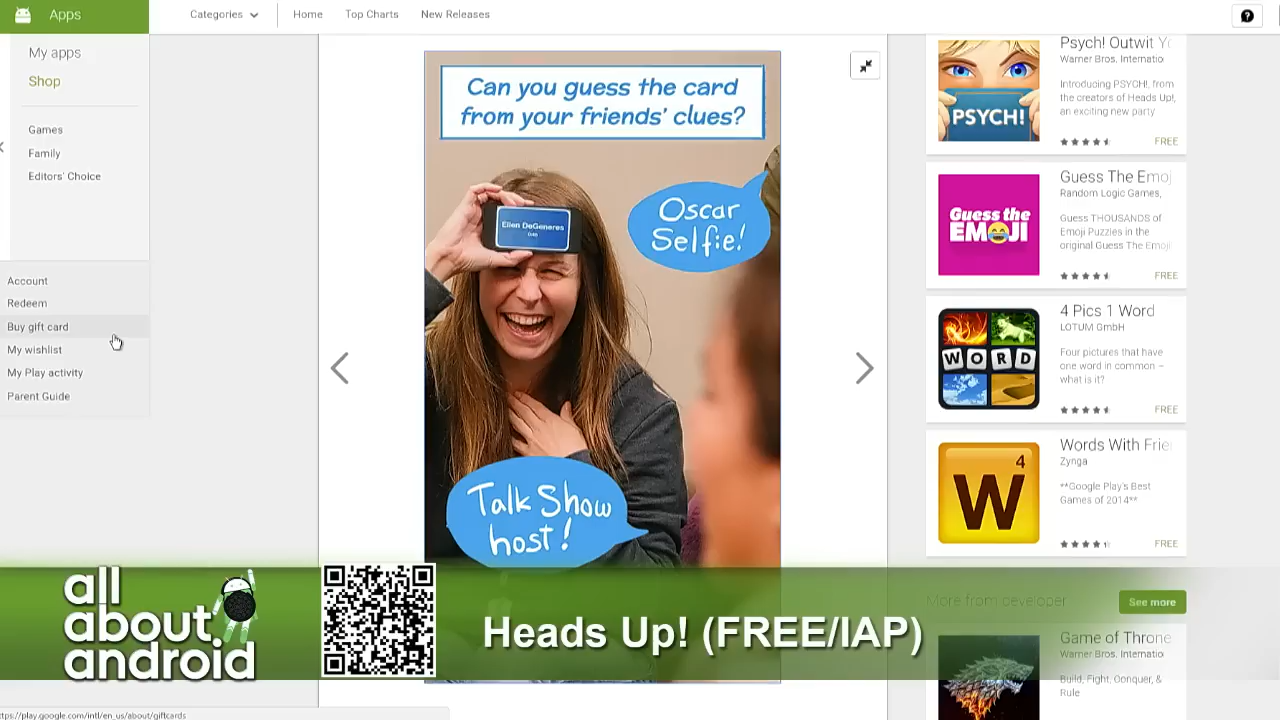 Apps
Categories
Home
Top Charts
New Releases
My apps
Shop
Games
Family
Editors' Choice
Account
Redeem
Buy gift card
My wishlist
My Play activity
Parent Guide
Can you guess the card
from your friends' clues?
Ellen DeGeneres
Oscar
Selfie!
Talk Show
host!
PSYCH!
Psych! Outwit Yo
Warner Bros. Internatio
Introducing PSYCH!, from
the creators of Heads Up!,
an exciting new party
FREE
Guess the
EMOJI
Guess The Emoj
Random Logic Games,
Guess THOUSANDS of
Emoji Puzzles in the
original Guess The Emoji
FREE
WORD
4 Pics 1 Word
LOTUM GmbH
Four pictures that have
one word in common –
what is it?
FREE
W
4
Words With Frie
Zynga
**Google Play's Best
Games of 2014**
FREE
More from developer
See more
Game of Throne
Warner Bros. Internatio
Build, Fight, Conquer, &
Rule
all
about
android
Heads Up! (FREE/IAP)
ttps://play.google.com/intl/en_us/about/giftcards